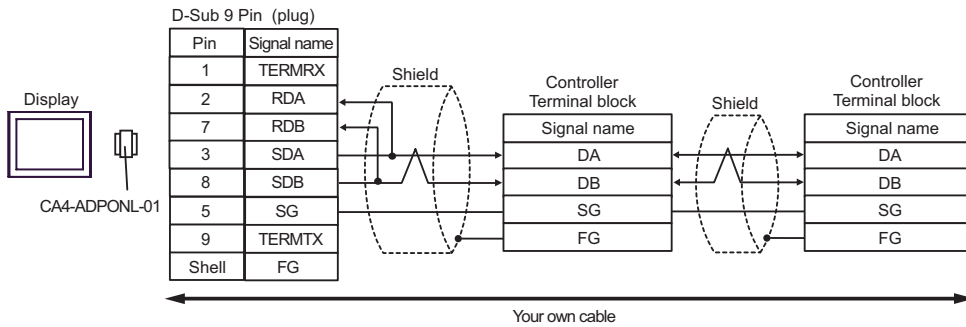 D-Sub 9 Pin (plug)
Pin Signal name
1 TERMRX
2 RDA
7 RDB
3 SDA
8 SDB
5 SG
9 TERMTX
Shell FG
Display
CA4-ADPONL-01
Shield
Controller
Terminal block
Signal name
DA
DB
SG
FG
Shield
Controller
Terminal block
Signal name
DA
DB
SG
FG
Your own cable